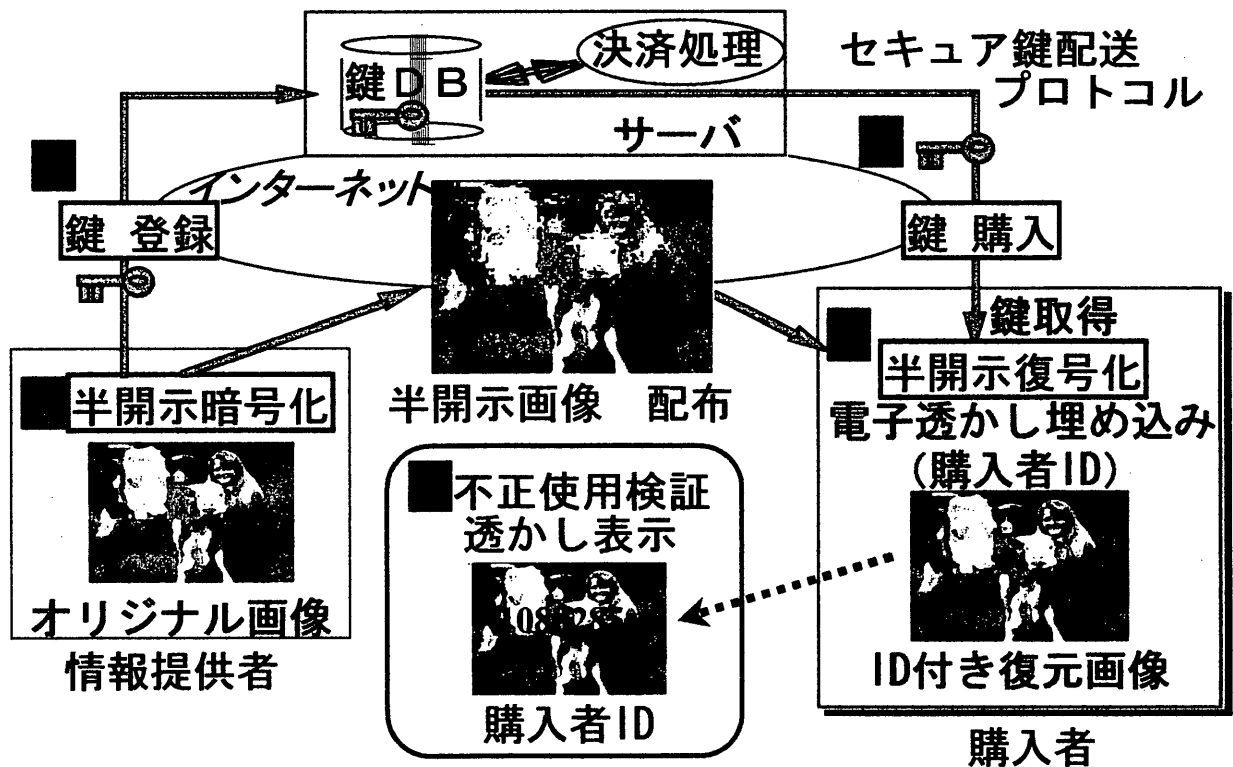 決済処理
鍵DB
サーバ
セキュア鍵配送
プロトコル
インターネット
鍵 登録
鍵 購入
鍵取得
半開示暗号化
半開示復号化
半開示画像 配布
電子透かし埋め込み
(購入者ID)
不正使用検証
透かし表示
オリジナル画像
情報提供者
購入者ID
ID付き復元画像
購入者